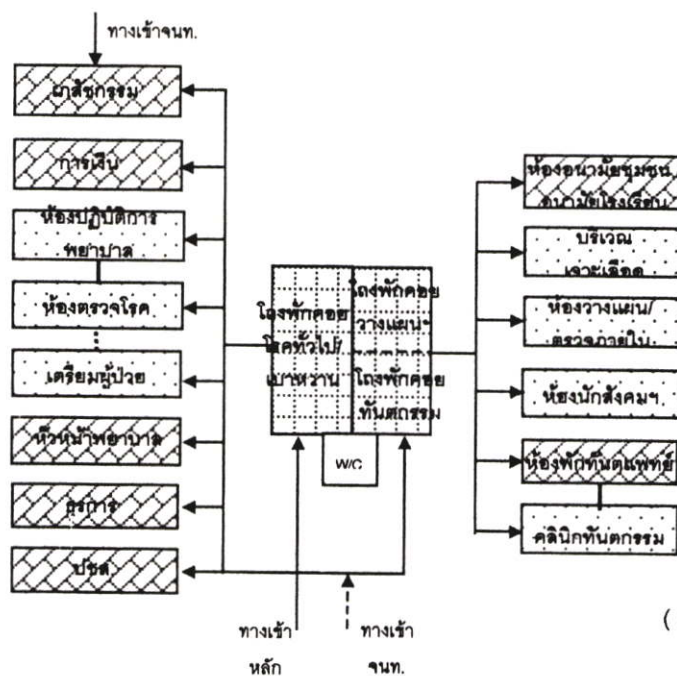 ทางเข้าจนท.
เภสัชกรรม
การเงิน
ห้องปฏิบัติการ
พยาบาล
ห้องตรวจโรค
เตรียมผู้ป่วย
หัวหน้าพยาบาล
ธุรการ
ปชส
โถงพักคอย
โรคทั่วไป/
เบาหวาน
โถงพักคอย
วางแผนฯ
โถงพักคอย
ทันตกรรม
W/C
ห้องอนามัยชุมชน
อนามัยโรงเรียน
บริเวณ
เจาะเลือด
ห้องวางแผน/
ตรวจภายใน
ห้องนักสังคมฯ
ห้องพักทันตแพทย์
คลินิกทันตกรรม
ทางเข้า
หลัก
ทางเข้า
จนท.
(